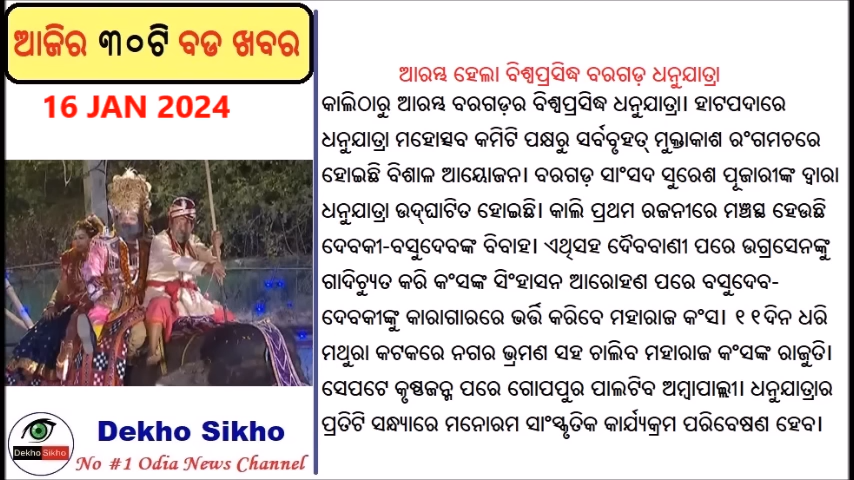 ଆଜିର ୩୦ଟି ବଡ ଖବର
16 JAN 2024
ଆରମ୍ଭ ହେଲା ବିଶ୍ୱପ୍ରସିଦ୍ଧ ବରଗଡ଼ ଧନୁଯାତ୍ରା
କାଲିଠାରୁ ଆରମ୍ଭ ବରଗଡ଼ର ବିଶ୍ୱପ୍ରସିଦ୍ଧ ଧନୁଯାତ୍ରା। ହାଟପଦାରେ
ଧନୁଯାତ୍ରା ମହୋତ୍ସବ କମିଟି ପକ୍ଷରୁ ସର୍ବବୃହତ୍ ମୁକ୍ତାକାଶ ରଂଗମଚରେ
ହୋଇଛି ବିଶାଳ ଆୟୋଜନ। ବରଗଡ଼ ସାଂସଦ ସୁରେଶ ପୂଜାରୀଙ୍କ ଦ୍ୱାରା
ଧନୁଯାତ୍ରା ଉଦ୍‌ଘାଟିତ ହୋଇଛି। କାଲି ପ୍ରଥମ ରଜନୀରେ ମଞ୍ଚସ୍ଥ ହେଉଛି
ଦେବକୀ-ବସୁଦେବଙ୍କ ବିବାହ। ଏଥିସହ ଦୈବବାଣୀ ପରେ ଉଗ୍ରସେନଙ୍କୁ
ଗାଦିଚ୍ୟୁତ କରି କଂସଙ୍କ ସିଂହାସନ ଆରୋହଣ ପରେ ବସୁଦେବ-
ଦେବକୀଙ୍କୁ କାରାଗାରରେ ଭର୍ତ୍ତି କରିବେ ମହାରାଜ କଂସ। ୧୧ଦିନ ଧରି
ମଥୁରା କଟକରେ ନଗର ଭ୍ରମଣ ସହ ଚାଲିବ ମହାରାଜ କଂସଙ୍କ ରାଜୁତି।
ସେପଟେ କୃଷ୍ଣଜନ୍ମ ପରେ ଗୋପପୁର ପାଲଟିବ ଅମ୍ବାପାଲ୍ଲୀ। ଧନୁଯାତ୍ରାର
ପ୍ରତିଟି ସନ୍ଧ୍ୟାରେ ମନୋରମ ସାଂସ୍କୃତିକ କାର୍ଯ୍ୟକ୍ରମ ପରିବେଷଣ ହେବ।
Dekho Sikho
Dekho Sikho
No #1 Odia News Channel